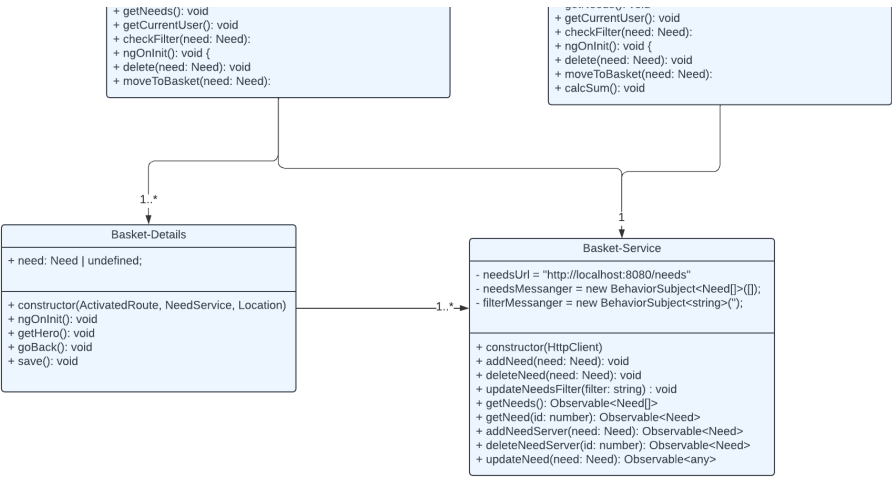 + getNeeds(): void
+ getCurrentUser(): void
+ checkFilter(need: Need):
+ ngOnInit(): void {
+ delete(need: Need): void
+ moveToBasket(need: Need):
+ getNeeds(): void
+ getCurrentUser(): void
+ checkFilter(need: Need):
+ ngOnInit(): void {
+ delete(need: Need): void
+ moveToBasket(need: Need):
+ calcSum(): void
1..*
1
Basket-Details
+ need: Need | undefined;
+ constructor(ActivatedRoute, NeedService, Location)
+ ngOnInit(): void
+ getHero(): void
+ goBack(): void
+ save(): void
1..*
Basket-Service
- needsUrl = "http://localhost:8080/needs"
- needsMessanger = new BehaviorSubject<Need[]>([]);
- filterMessanger = new BehaviorSubject<string>('');
+ constructor(HttpClient)
+ addNeed(need: Need): void
+ deleteNeed(need: Need): void
+ updateNeedsFilter(filter: string) : void
+ getNeeds(): Observable<Need[]>
+ getNeed(id: number): Observable<Need>
+ addNeedServer(need: Need): Observable<Need>
+ deleteNeedServer(id: number): Observable<Need>
+ updateNeed(need: Need): Observable<any>